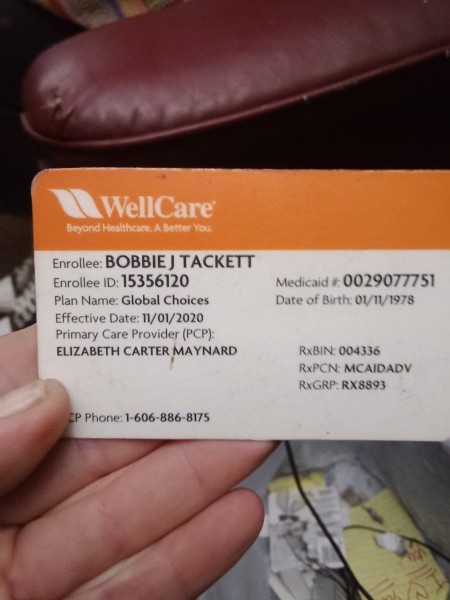 WellCare
Beyond Healthcare. A Better You.
Enrollee: BOBBIE J TACKETT
Enrollee ID: 15356120
Medicaid #: 0029077751
Plan Name: Global Choices
Date of Birth: 01/11/1978
Effective Date: 11/01/2020
Primary Care Provider (PCP):
ELIZABETH CARTER MAYNARD
RxBIN: 004336
RxPCN: MCAIDADV
RxGRP: RX8893
CP Phone: 1-606-886-8175